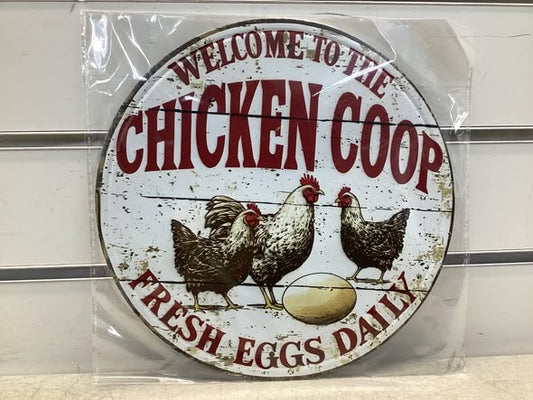 WELCOME TO THE
CHICKEN COOP
FRESH EGGS DAILY